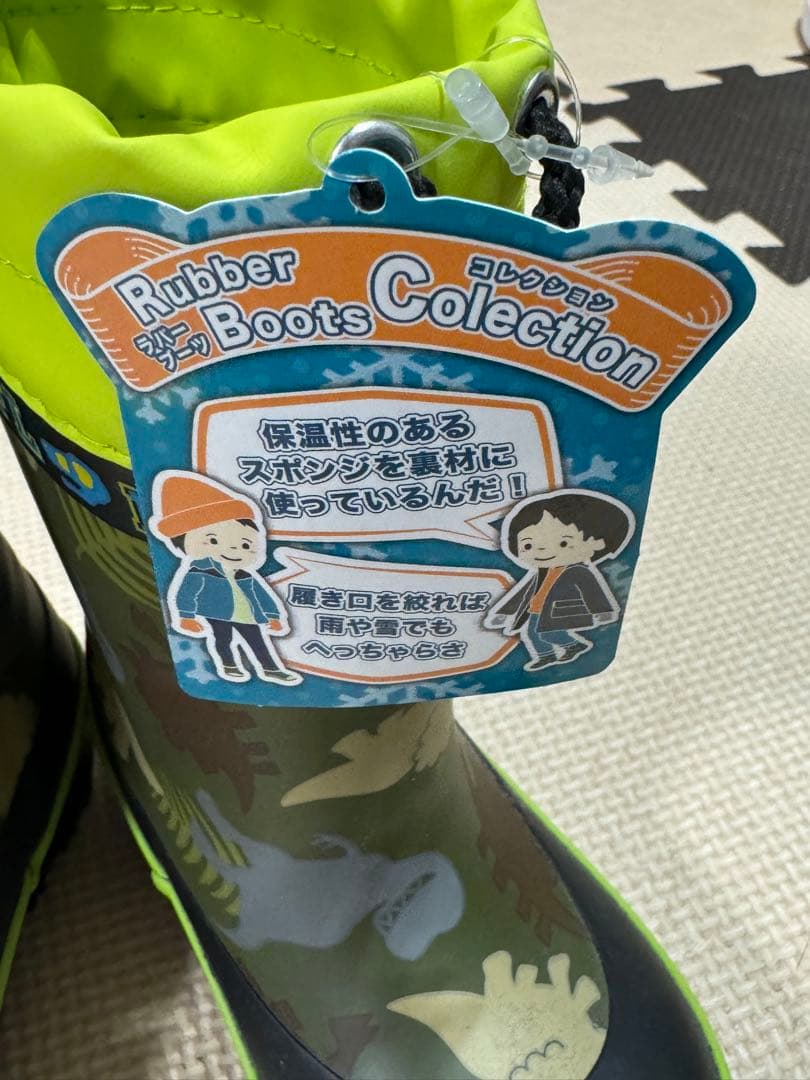 Rubber
ラバー
ブーツ
Boots
コレクション
Colection
保温性のある
スポンジを裏材に
使っているんだ!
履き口を絞れば
雨や雪でも
へっちゃらさ